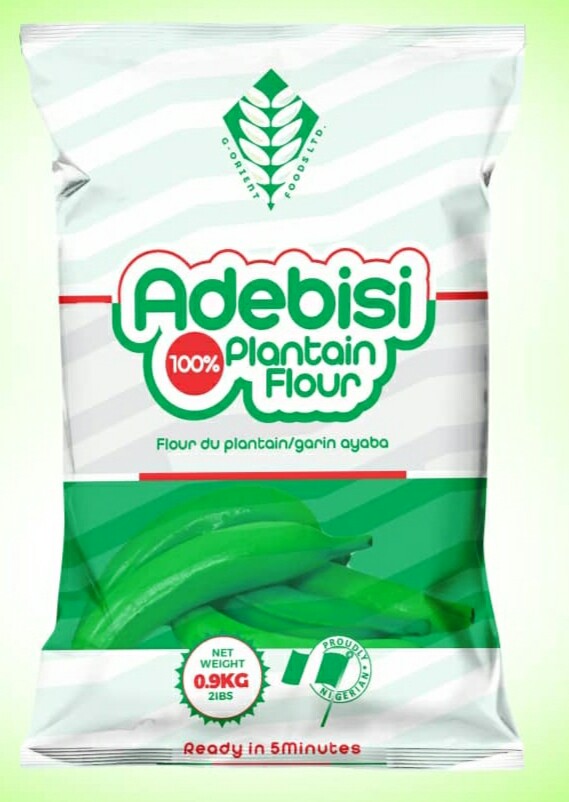 G-ORIENT FOODS LTD.
Adebisi
100%
Plantain
Flour
Flour du plantain/garin ayaba
NET
WEIGHT
0.9KG
2IBS
PROUDLY
NIGERIAN
Ready in 5Minutes